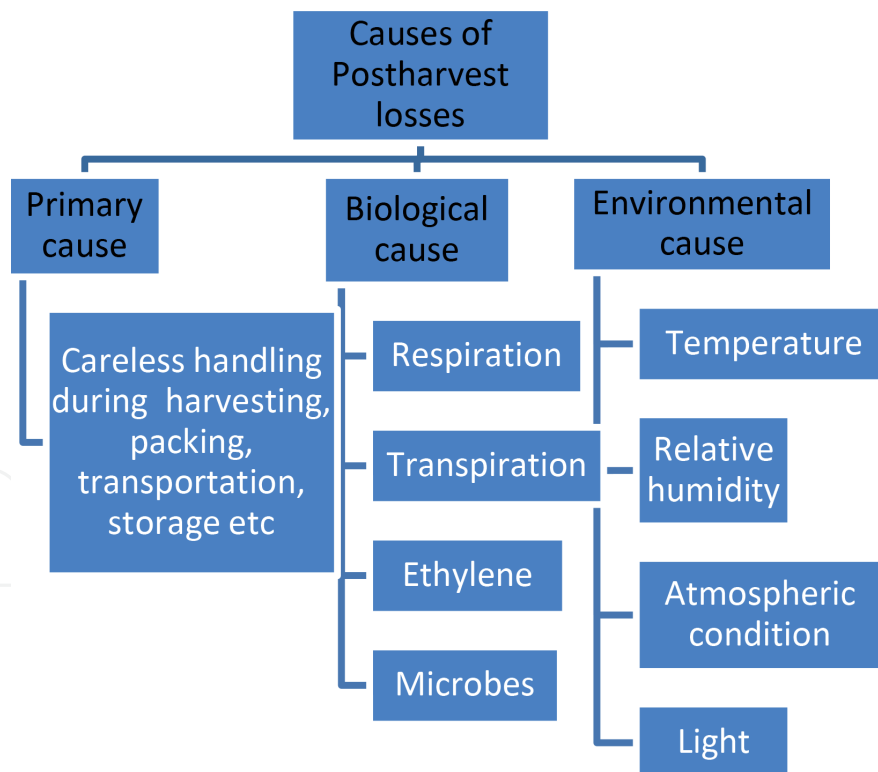 Causes of
Postharvest
losses
Primary
cause
Biological
cause
Environmental
cause
Careless handling
during harvesting,
packing,
transportation,
storage etc
Respiration
Transpiration
Ethylene
Microbes
Temperature
Relative
humidity
Atmospheric
condition
Light